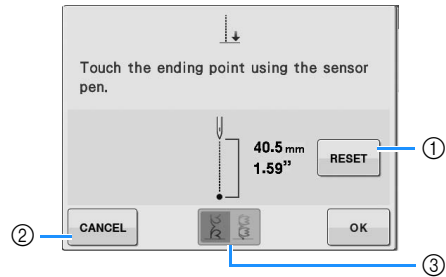 Touch the ending point using the sensor
pen.
40.5 mm
1.59”
RESET
①
CANCEL
OK
②
③